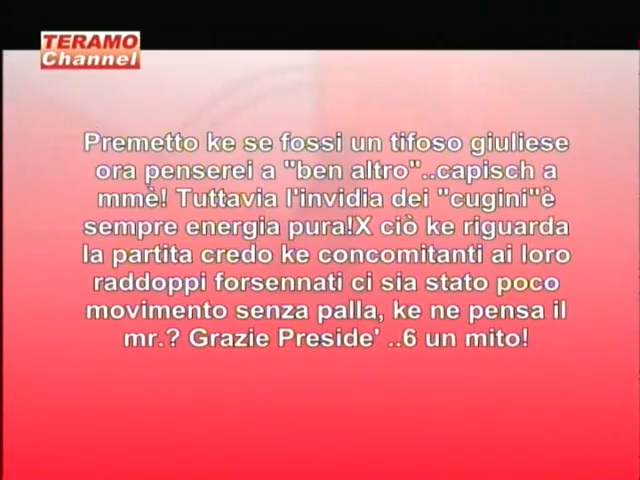 TERAMO
Channel
Premetto ke se fossi un tifoso giuliese
ora penserei a "ben altro"..capisch a
mmè! Tuttavia l'invidia dei "cugini"è
sempre energia pura!X ciò ke riguarda
la partita credo ke concomitanti ai loro
raddoppi forsennati ci sia stato poco
movimento senza palla, ke ne pensa il
mr.? Grazie Preside' ..6 un mito!